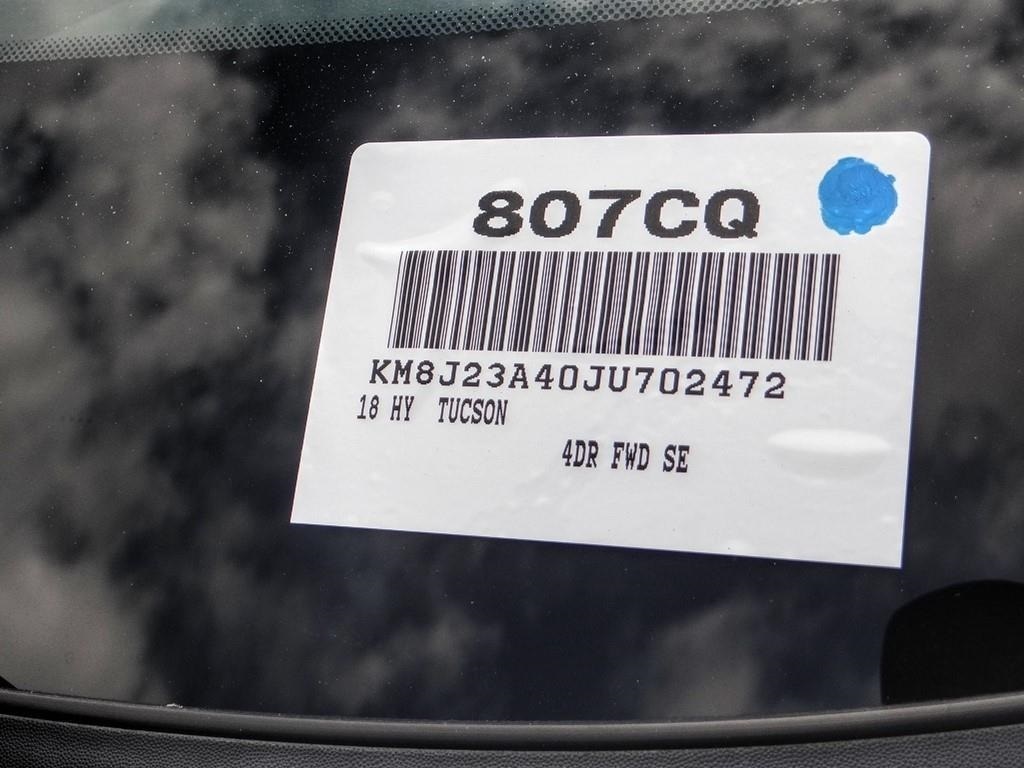 807CQ
KM8J23A40JU702472
18 HY TUCSON
4DR FWD SE